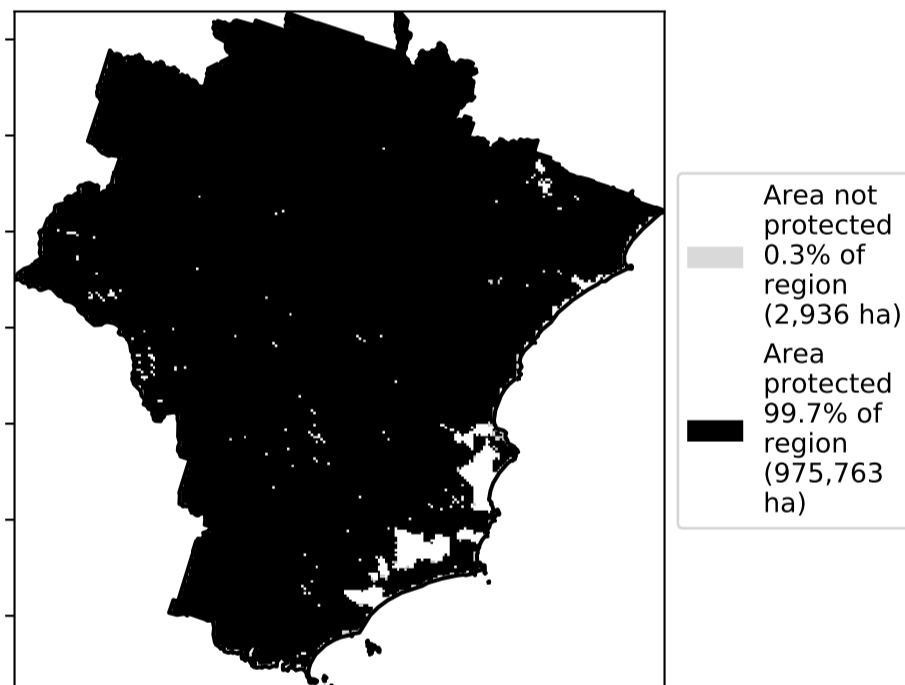 Area not
protected
0.3% of
region
(2,936 ha)
Area
protected
99.7% of
region
(975,763
ha)